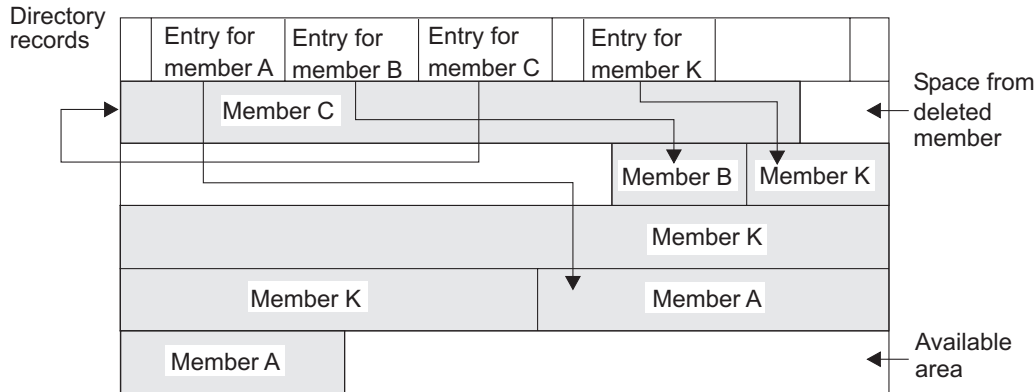 Directory
records
Entry for
member A
Entry for
member B
Entry for
member C
Entry for
member K
Member C
Space from
deleted
member
Member B
Member K
Member K
Member K
Member A
Member A
Available
area